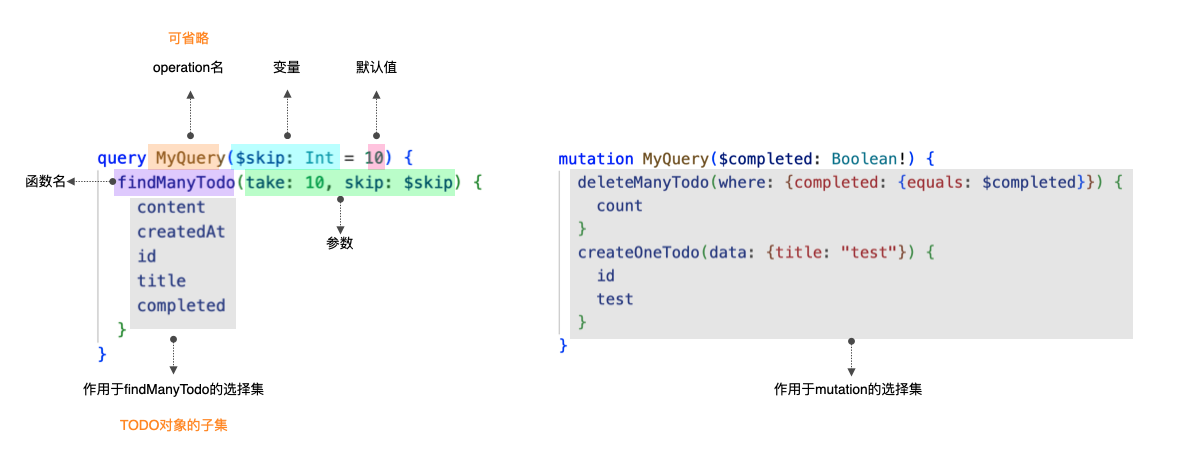 可省略
operation名
变量
默认值
query MyQuery($skip: Int = 10) {
函数名
findManyTodo(take: 10, skip: $skip) {
content
createdAt
id
title
completed
}
}
参数
作用于findManyTodo的选择集
TODO对象的子集
mutation MyQuery($completed: Boolean!) {
deleteManyTodo(where: {completed: {equals: $completed}}) {
count
}
createOneTodo(data: {title: "test"}) {
id
test
}
}
作用于mutation的选择集